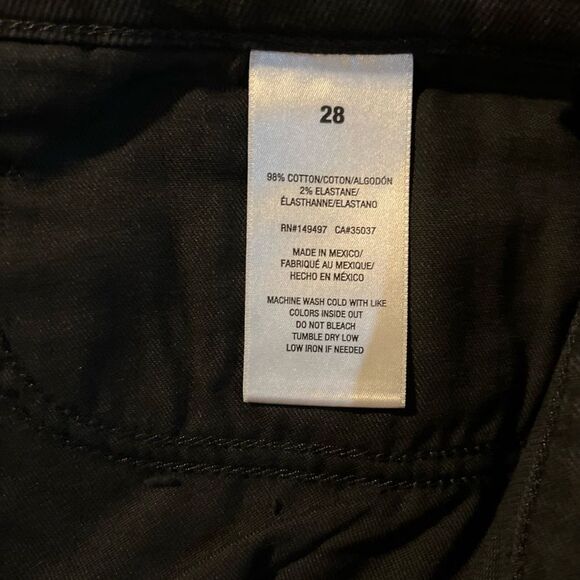 28
98% COTTON/COTON/ALGODÓN
2% ELASTANE/
ÉLASTHANNE/ELASTANO
RN#149497 CA#35037
MADE IN MEXICO/
FABRIQUÉ AU MEXIQUE/
HECHO EN MÉXICO
MACHINE WASH COLD WITH LIKE
COLORS INSIDE OUT
DO NOT BLEACH
TUMBLE DRY LOW
LOW IRON IF NEEDED